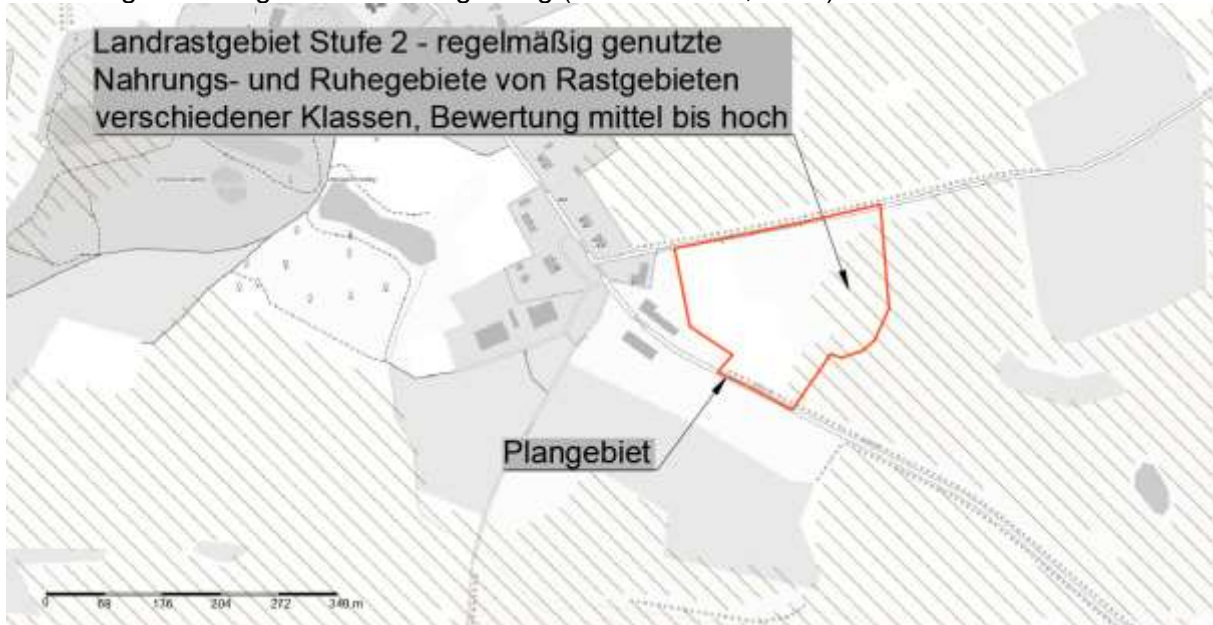 Landrastgebiet Stufe 2 - regelmäßig genutzte
Nahrungs- und Ruhegebiete von Rastgebieten
verschiedener Klassen, Bewertung mittel bis hoch
Plangebiet
0 68 136 204 272 340 m